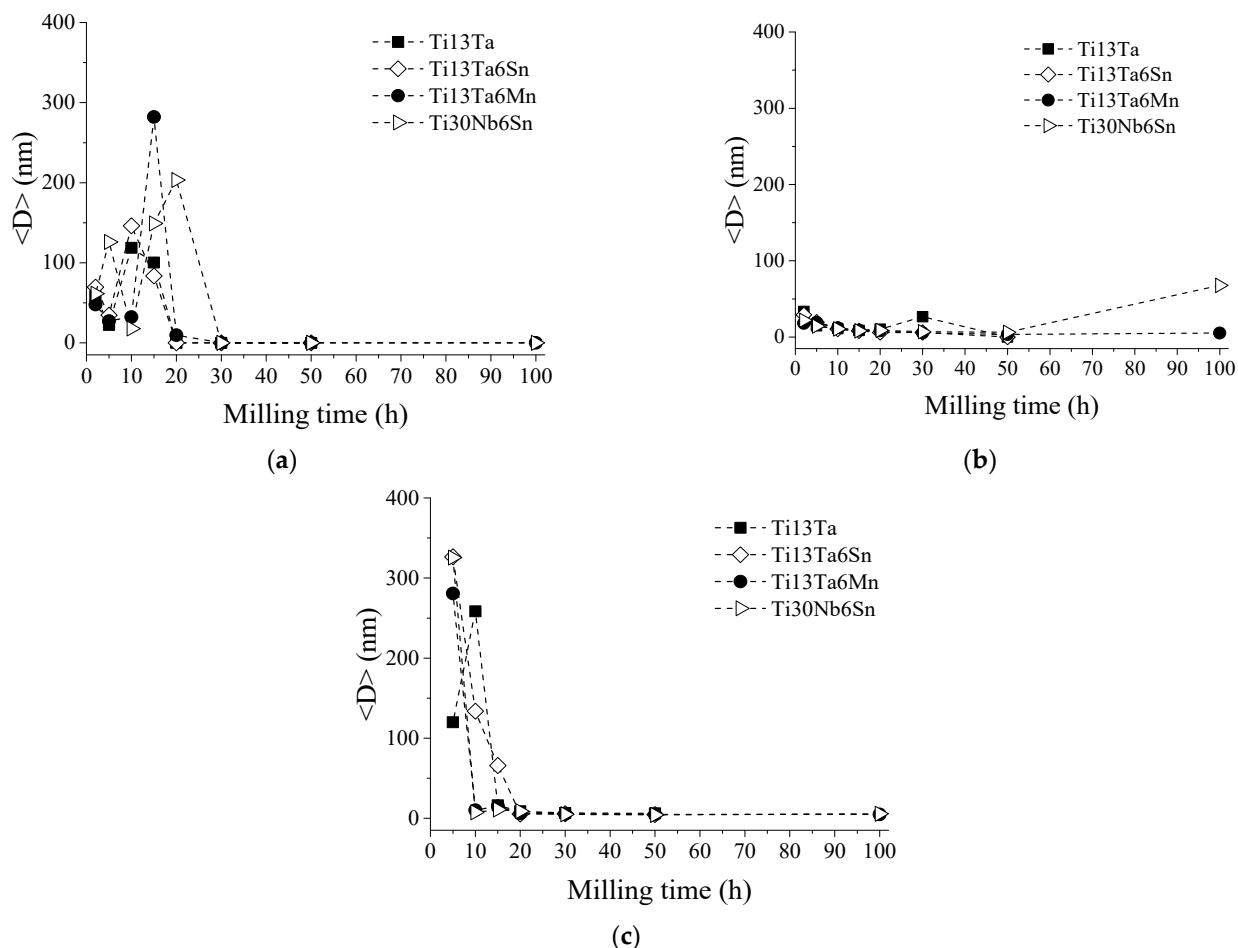 400
300
200
100
0
<D> (nm)
Ti13Ta
Ti13Ta6Sn
Ti13Ta6Mn
Ti30Nb6Sn
0 10 20 30 40 50 60 70 80 90 100
Milling time (h)
(a)
400
300
200
100
0
<D> (nm)
Ti13Ta
Ti13Ta6Sn
Ti13Ta6Mn
Ti30Nb6Sn
0 10 20 30 40 50 60 70 80 90 100
Milling time (h)
(b)
400
300
200
100
0
<D> (nm)
Ti13Ta
Ti13Ta6Sn
Ti13Ta6Mn
Ti30Nb6Sn
0 10 20 30 40 50 60 70 80 90 100
Milling time (h)
(c)